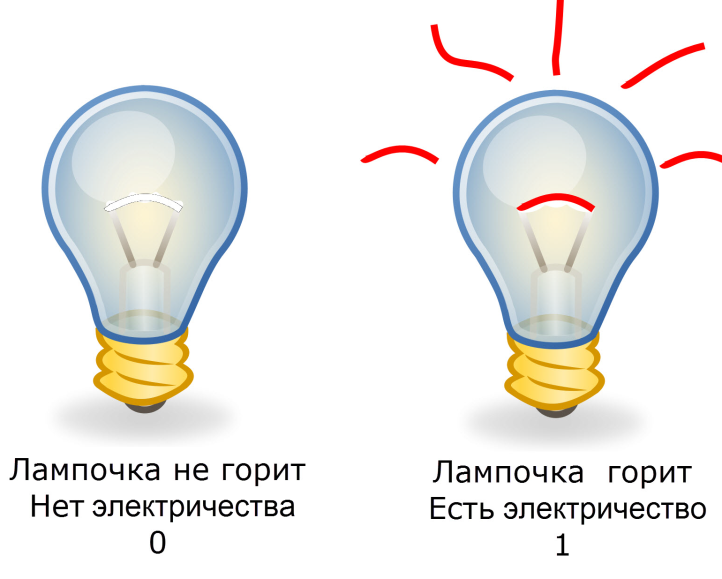 Лампочка не горит
Нет электричества
0
Лампочка горит
Есть электричество
1